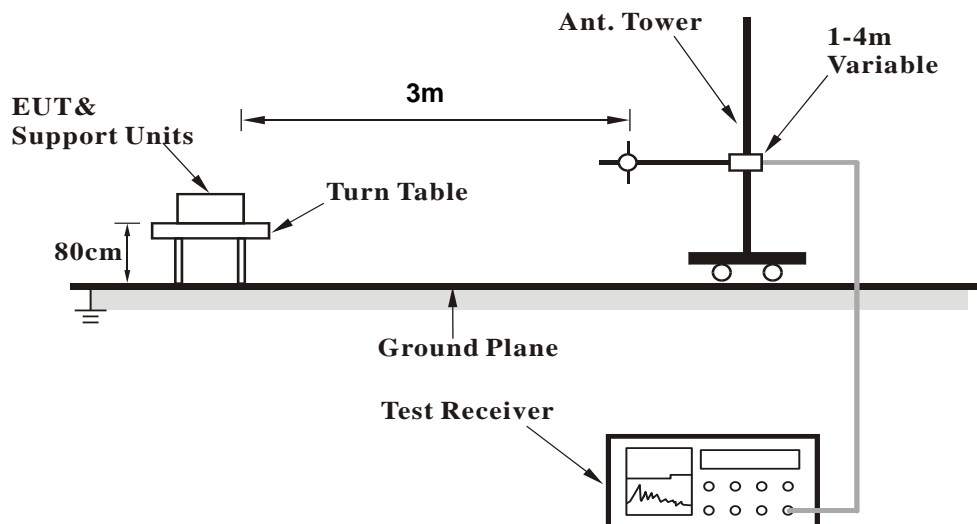 Ant. Tower
1-4m
Variable
3m
EUT&
Support Units
Turn Table
80cm
Ground Plane
Test Receiver